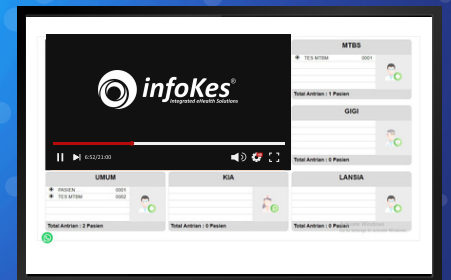 infoKes®
Integrated eHealth Solutions
6:52/21:00
MTBS
TES MTBM 0001
Total Antrian : 1 Pasien
GIGI
Total Antrian : 0 Pasien
UMUM
PASIEN 0001
TES MTBM 0002
Total Antrian : 2 Pasien
KIA
Total Antrian : 0 Pasien
LANSIA
Total Antrian : 0 Pasien